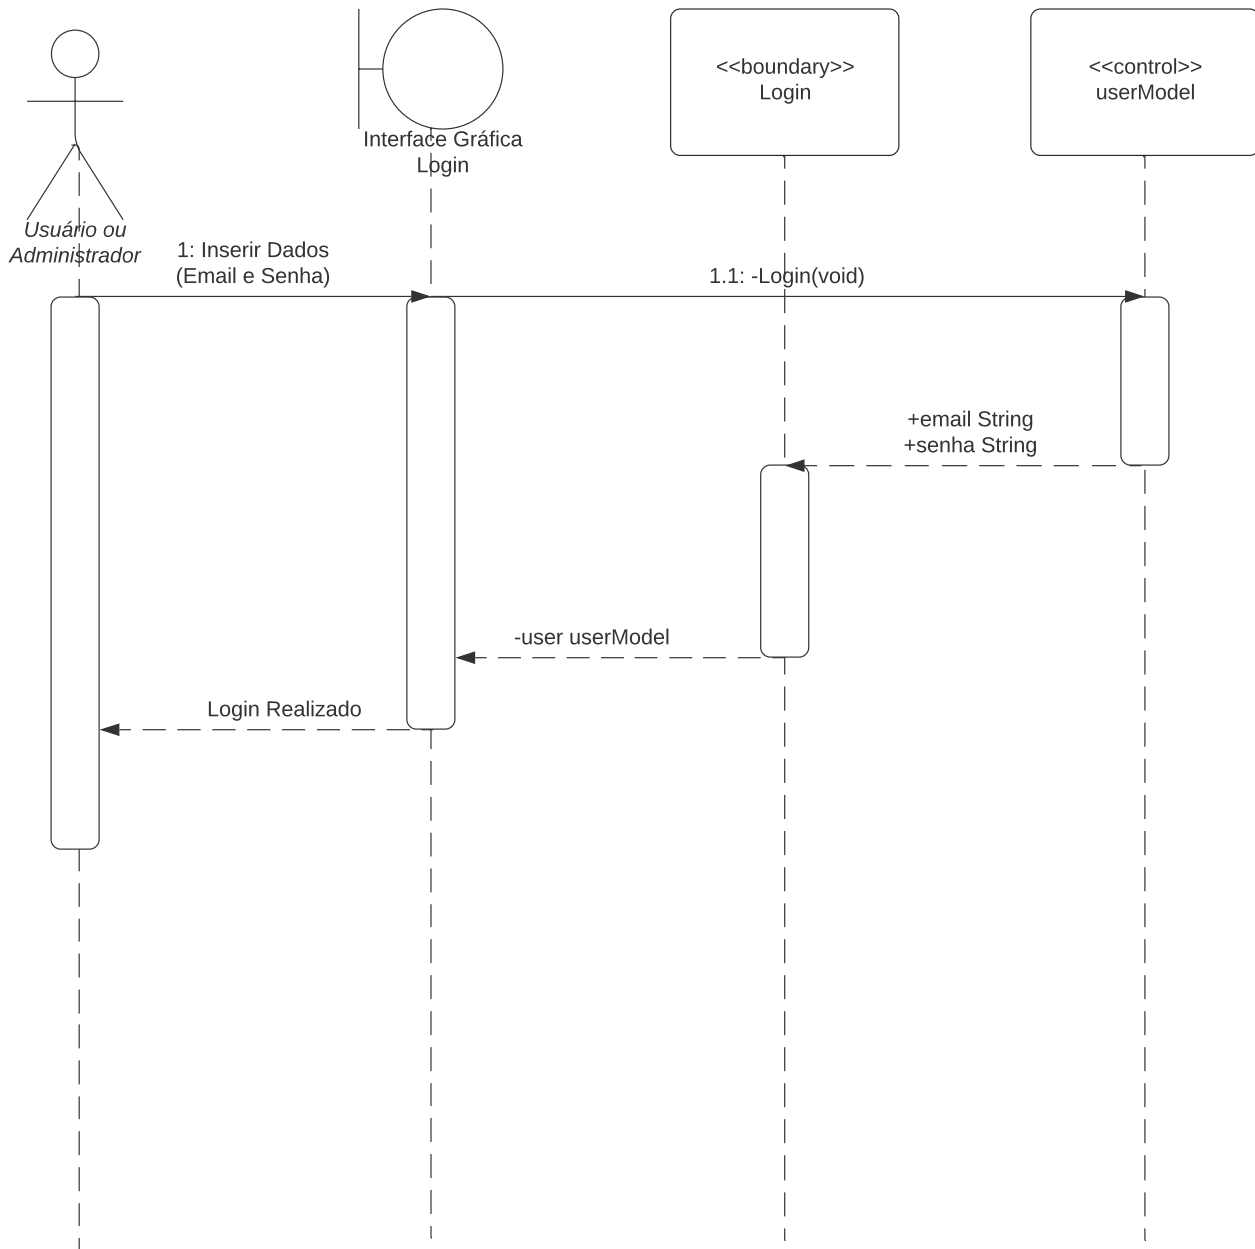 <<boundary>>
Login
<<control>>
userModel
Interface Gráfica
Login
Usuário ou
Administrador
1: Inserir Dados
(Email e Senha)
1.1: -Login(void)
+email String
+senha String
-user userModel
Login Realizado